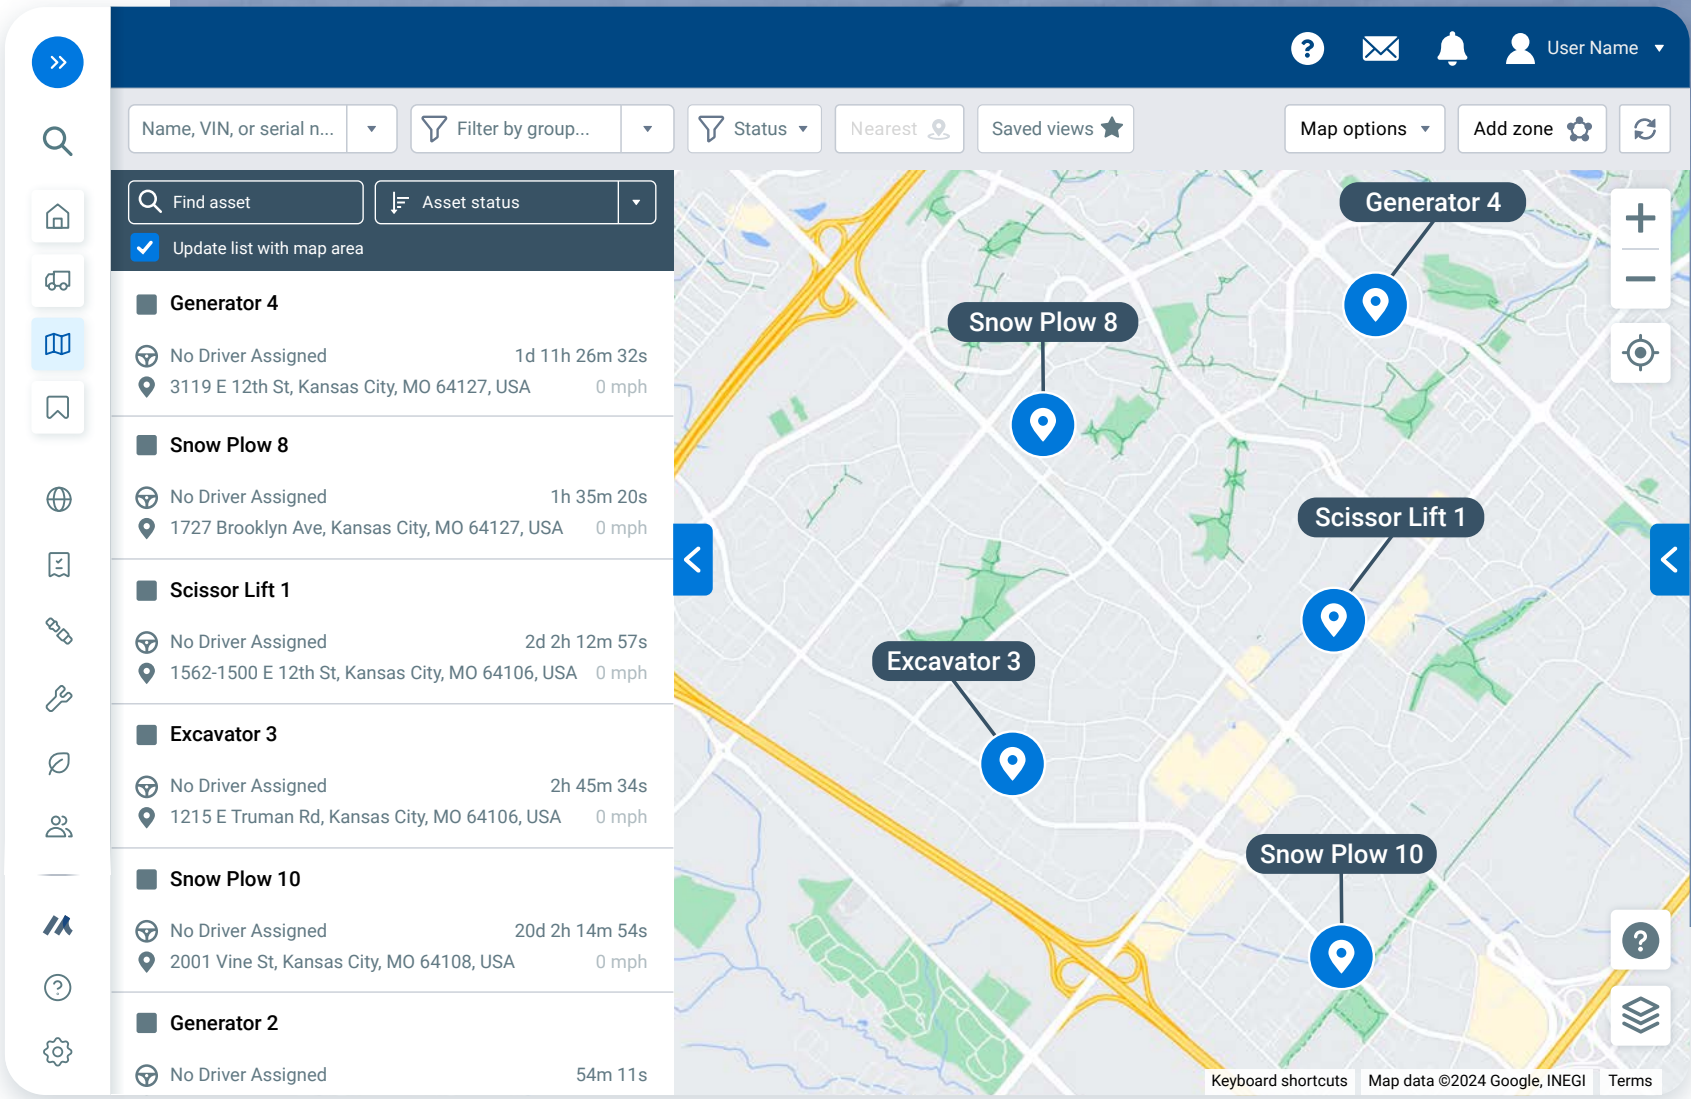 User Name
Name, VIN, or serial n...
Filter by group...
Status
Nearest
Saved views
Map options
Add zone
Find asset
Asset status
Update list with map area
Generator 4
No Driver Assigned 1d 11h 26m 32s
3119 E 12th St, Kansas City, MO 64127, USA 0 mph
Snow Plow 8
No Driver Assigned 1h 35m 20s
1727 Brooklyn Ave, Kansas City, MO 64127, USA 0 mph
Scissor Lift 1
No Driver Assigned 2d 2h 12m 57s
1562-1500 E 12th St, Kansas City, MO 64106, USA 0 mph
Excavator 3
No Driver Assigned 2h 45m 34s
1215 E Truman Rd, Kansas City, MO 64106, USA 0 mph
Snow Plow 10
No Driver Assigned 20d 2h 14m 54s
2001 Vine St, Kansas City, MO 64108, USA 0 mph
Generator 2
No Driver Assigned 54m 11s
Generator 4
Snow Plow 8
Scissor Lift 1
Excavator 3
Snow Plow 10
Keyboard shortcuts
Map data ©2024 Google, INEGI
Terms